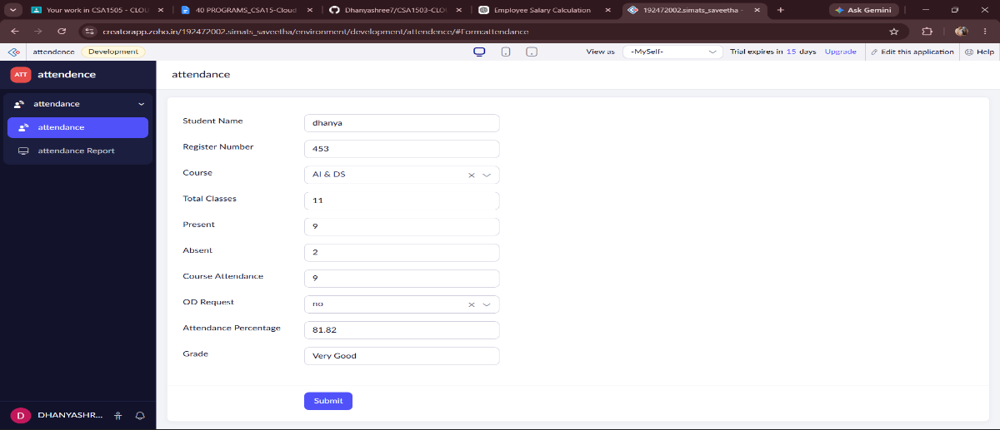 Your work in CSA1505 - CLOU
40 PROGRAMS_CSA15-Cloud
Dhanyashree7/CSA1503-CLO
Employee Salary Calculation
192472002.simats_saveetha -
Ask Gemini
creatorapp.zoho.in/192472002.simats_saveetha/environment/development/attendence/#Form:attendance
attendence
Development
View as
-MySelf-
Trial expires in 15 days
Upgrade
Edit this application
Help
ATT
attendence
attendance
attendance
attendance
attendance Report
Student Name
dhanya
Register Number
453
Course
AI & DS
Total Classes
11
Present
9
Absent
2
Course Attendance
9
OD Request
no
Attendance Percentage
81.82
Grade
Very Good
Submit
D
DHANYASHR...